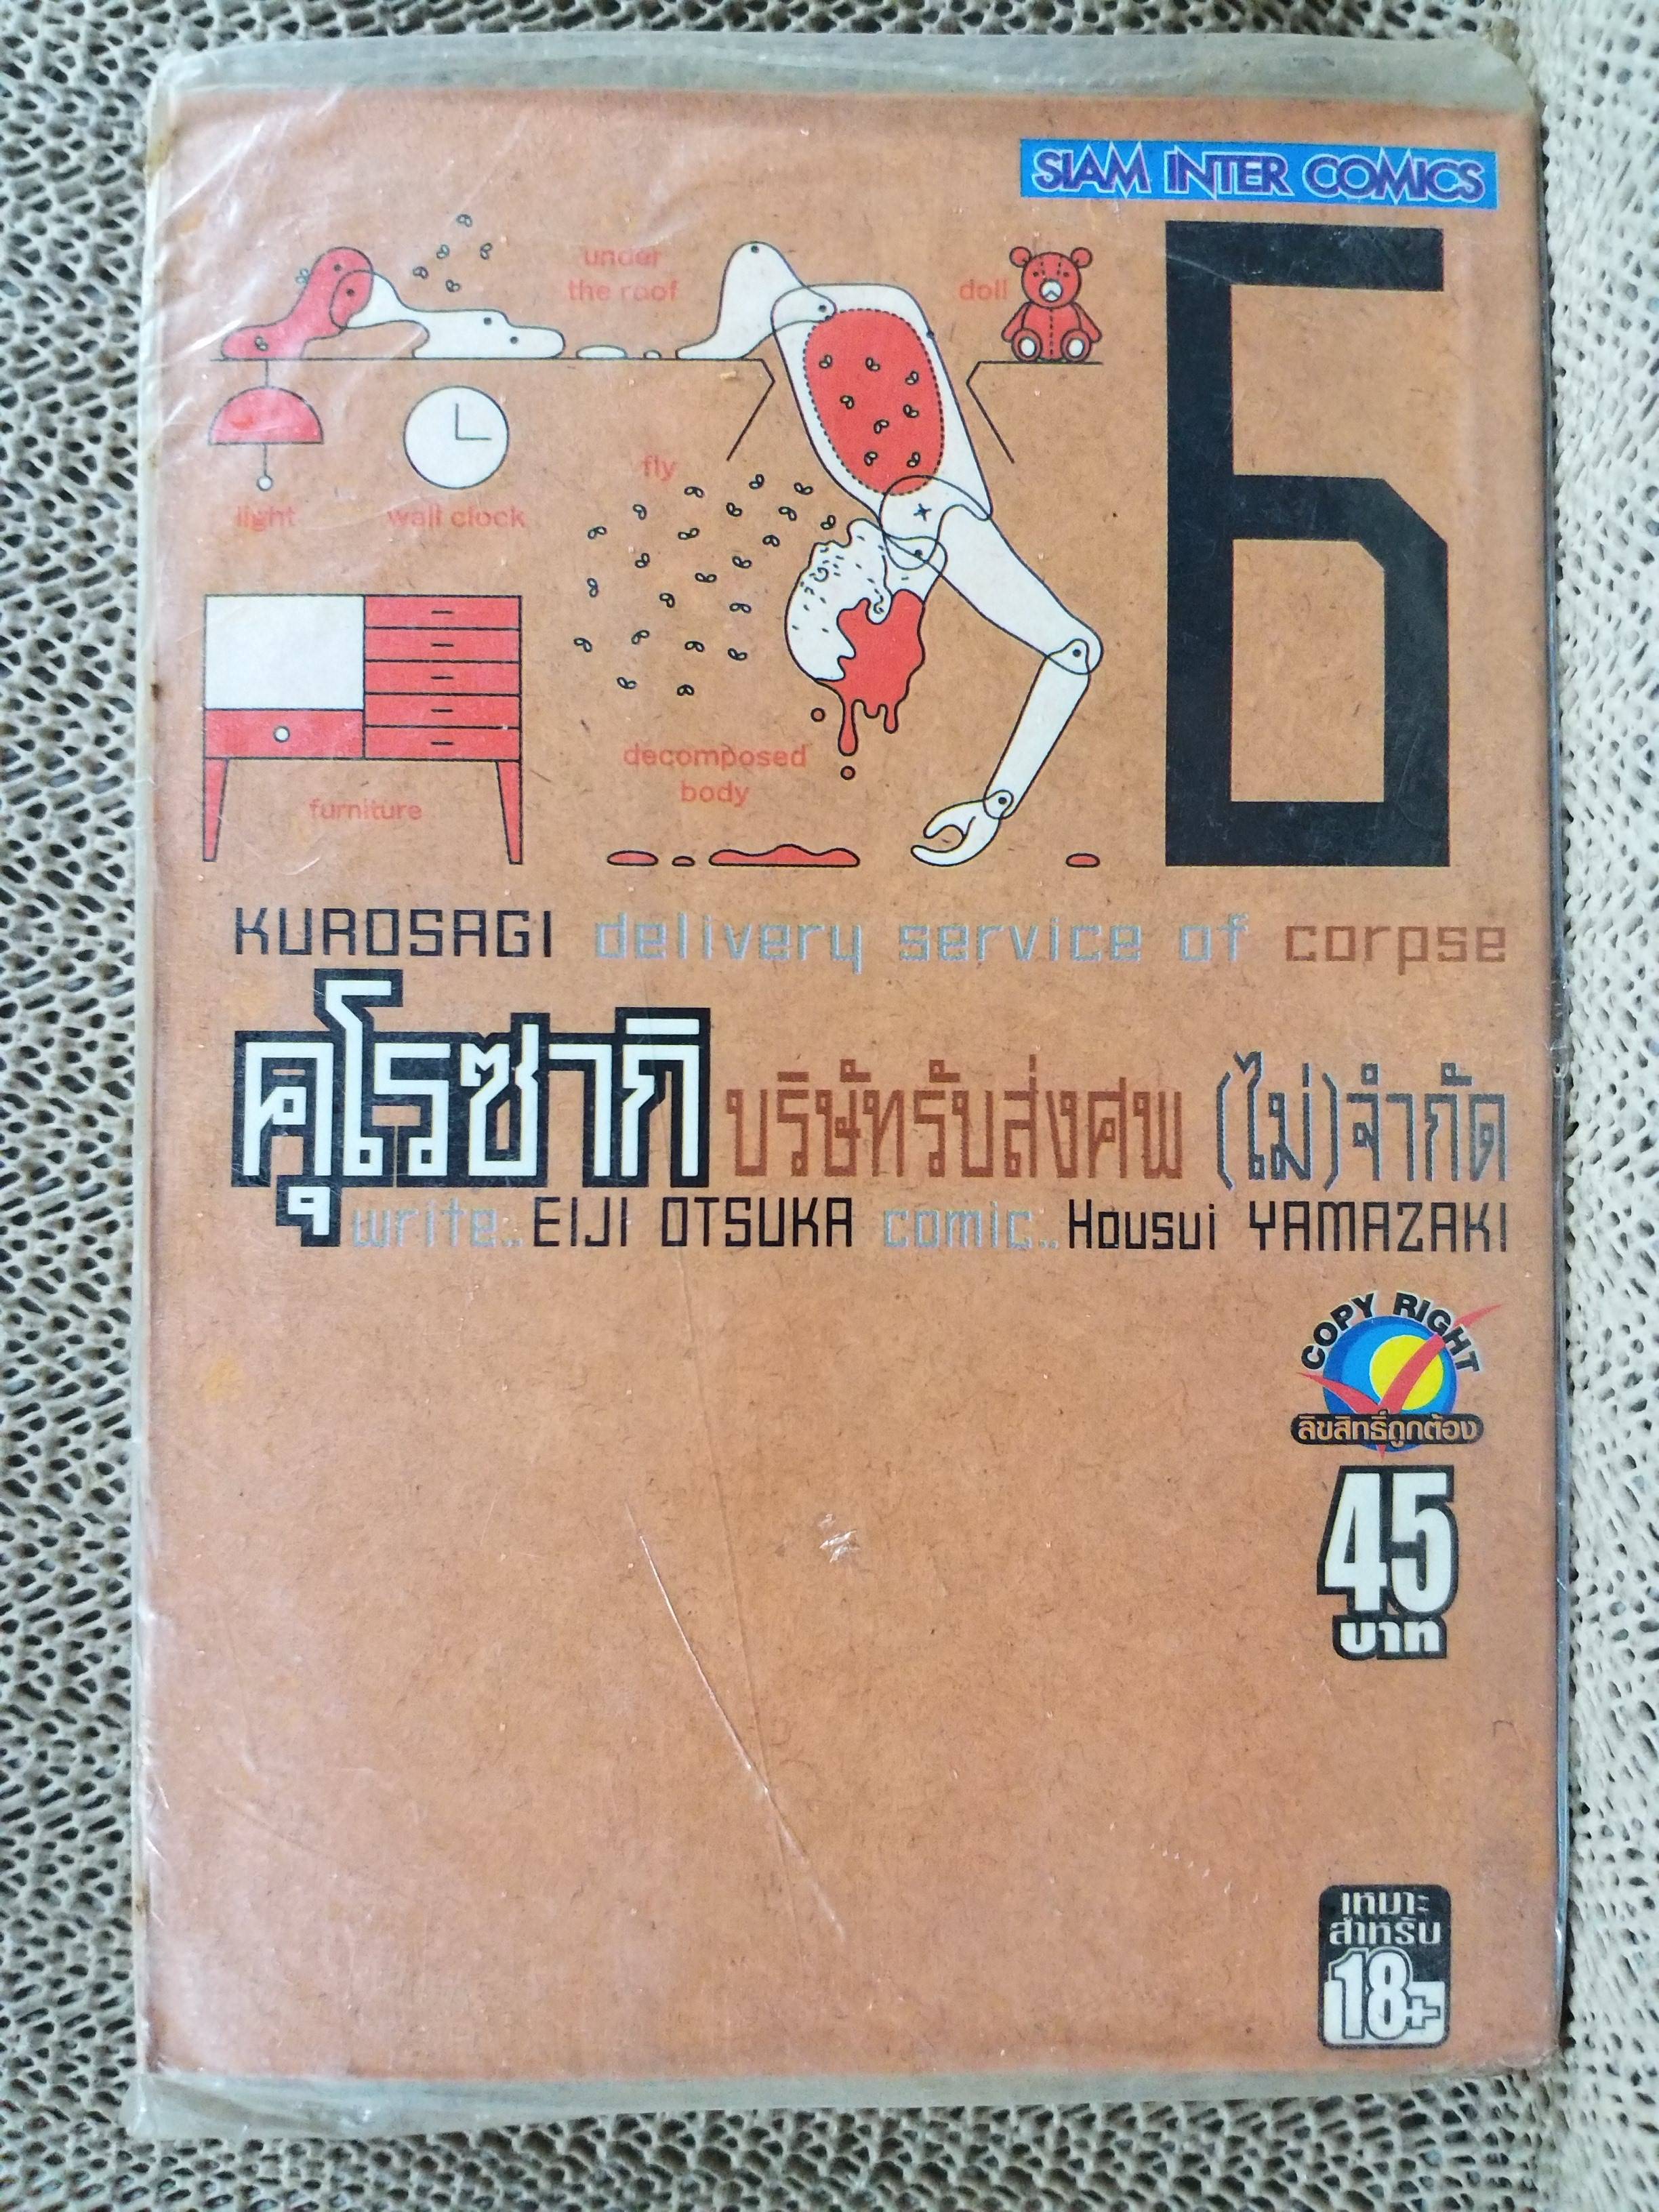 SIAM INTER COMICS
6
under
the roof
doll
fly
light
wall clock
decomposed
body
furniture
KUROSAGI delivery service of corpse
คุโรซากิ บริษัทรับส่งศพ (ไม่)จำกัด
write.. EIJI OTSUKA comic.. Housui YAMAZAKI
COPY RIGHT
ลิขสิทธิ์ถูกต้อง
45
บาท
เหมาะ
สำหรับ
18+